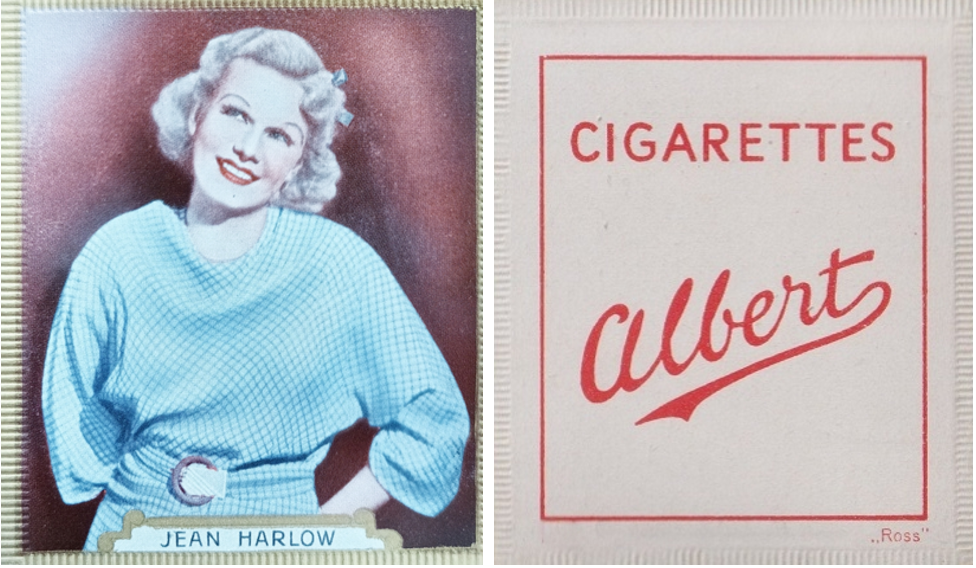 JEAN HARLOW
CIGARETTES
Albert
„Ross"